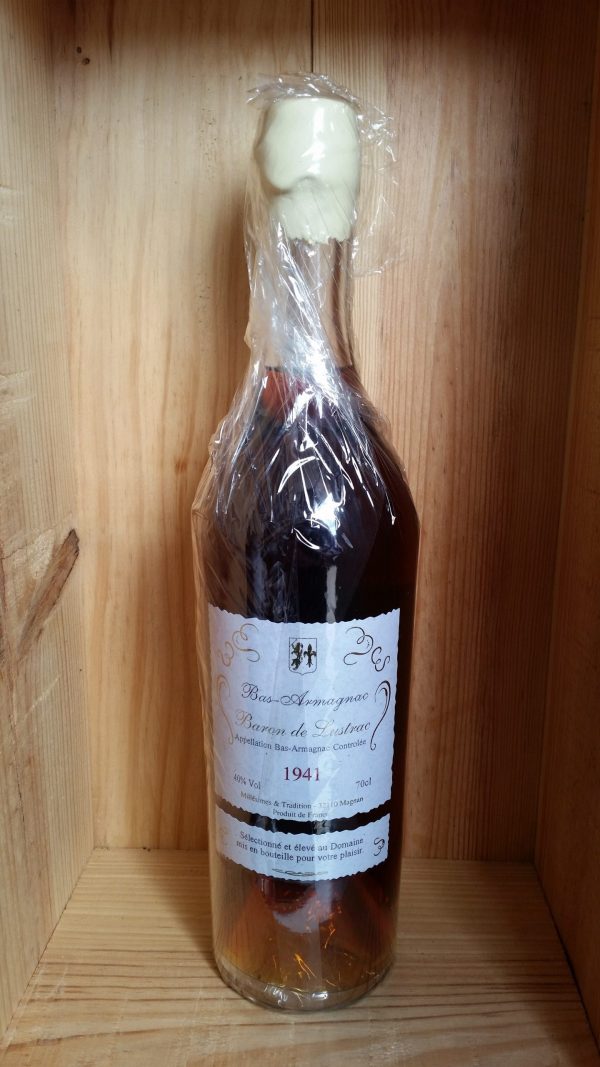 Bas-Armagnac
Baron de Lustrac
Appellation Bas-Armagnac Controlée
1941
40% Vol 70cl
Millésimes & Tradition - 32110 Magnan
Produit de France
Sélectionné et élevé au Domaine
mis en bouteille pour votre plaisir